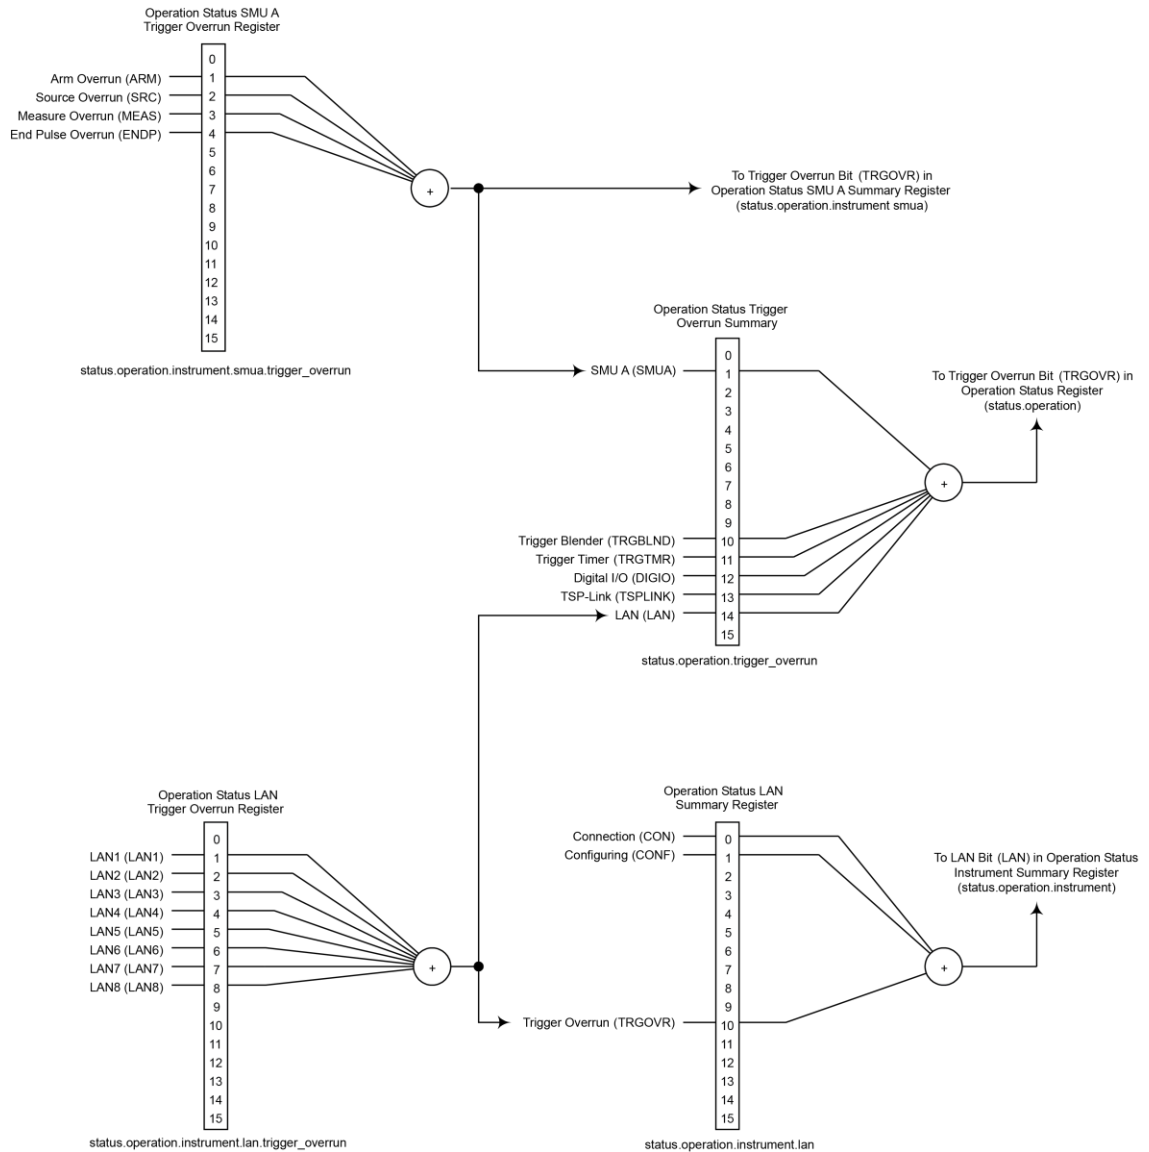 Operation Status SMU A
Trigger Overrun Register
0
Arm Overrun (ARM) 1
Source Overrun (SRC) 2
Measure Overrun (MEAS) 3
End Pulse Overrun (ENDP) 4
5
6
7
8
9
10
11
12
13
14
15
status.operation.instrument.smua.trigger_overrun
+
To Trigger Overrun Bit (TRGOVR) in
Operation Status SMU A Summary Register
(status.operation.instrument smua)
Operation Status Trigger
Overrun Summary
0
SMU A (SMUA) 1
2
3
4
5
6
7
8
9
Trigger Blender (TRGBLND) 10
Trigger Timer (TRGTMR) 11
Digital I/O (DIGIO) 12
TSP-Link (TSPLINK) 13
LAN (LAN) 14
15
status.operation.trigger_overrun
+
To Trigger Overrun Bit (TRGOVR) in
Operation Status Register
(status.operation)
Operation Status LAN
Trigger Overrun Register
0
LAN1 (LAN1) 1
LAN2 (LAN2) 2
LAN3 (LAN3) 3
LAN4 (LAN4) 4
LAN5 (LAN5) 5
LAN6 (LAN6) 6
LAN7 (LAN7) 7
LAN8 (LAN8) 8
9
10
11
12
13
14
15
status.operation.instrument.lan.trigger_overrun
+
Operation Status LAN
Summary Register
Connection (CON) 0
Configuring (CONF) 1
2
3
4
5
6
7
8
9
Trigger Overrun (TRGOVR) 10
11
12
13
14
15
status.operation.instrument.lan
+
To LAN Bit (LAN) in Operation Status
Instrument Summary Register
(status.operation.instrument)